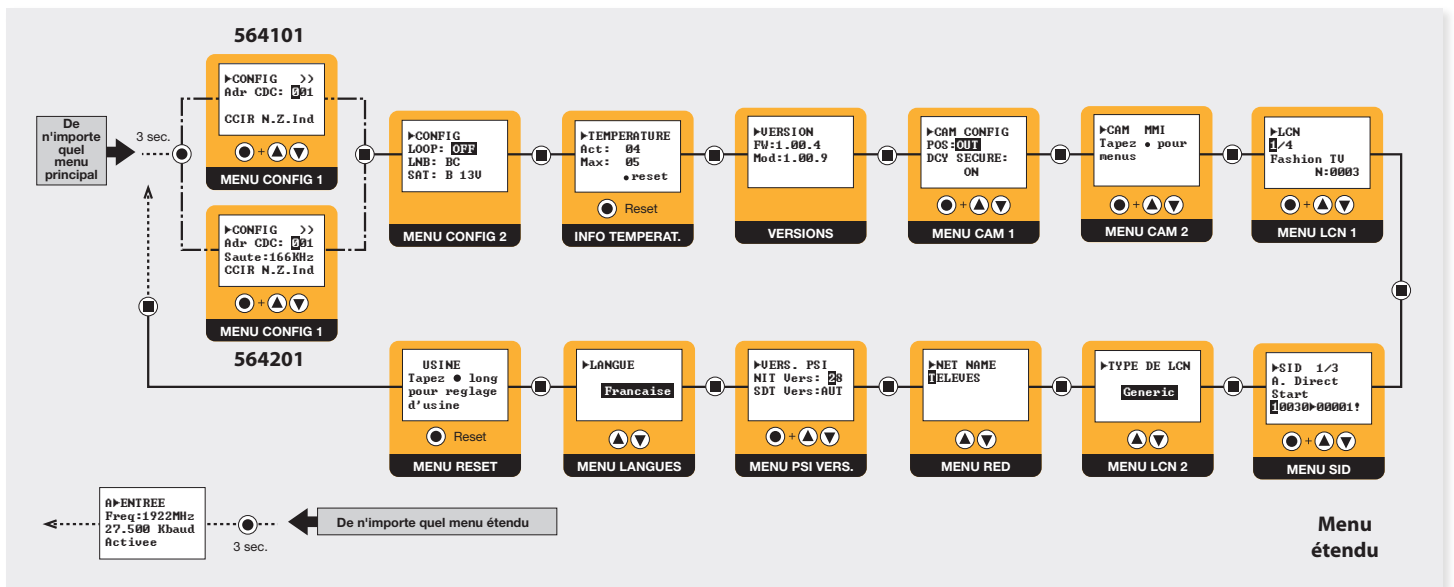 564101
De
n'importe
quel
menu
principal
3 sec.
▶CONFIG >>
Adr CDC: 001
CCIR N.Z.Ind
● + ▲ ▼
MENU CONFIG 1
▶CONFIG >>
Adr CDC: 001
Saute:166KHz
CCIR N.Z.Ind
● + ▲ ▼
MENU CONFIG 1
564201
▶CONFIG
LOOP: OFF
LNB: BC
SAT: B 13V
MENU CONFIG 2
▶TEMPERATURE
Act: 04
Max: 05
●reset
Reset
INFO TEMPERAT.
▶VERSION
FW:1.00.4
Mod:1.00.9
VERSIONS
▶CAM CONFIG
POS:OUT
DCY SECURE:
ON
● + ▲ ▼
MENU CAM 1
▶CAM MMI
Tapez ● pour
menus
● + ▲ ▼
MENU CAM 2
▶LCN
1/4
Fashion TV
N:0003
● + ▲ ▼
MENU LCN 1
USINE
Tapez ● long
pour reglage
d'usine
Reset
MENU RESET
▶LANGUE
Francaise
▲ ▼
MENU LANGUES
▶VERS. PSI
NIT Vers: 28
SDT Vers:AUT
● + ▲ ▼
MENU PSI VERS.
▶NET NAME
TELEVES
▲ ▼
MENU RED
▶TYPE DE LCN
Generic
▲ ▼
MENU LCN 2
▶SID 1/3
A. Direct
Start
10030▶00001!
● + ▲ ▼
MENU SID
A▶ENTREE
Freq:1922MHz
27.500 Kbaud
Activee
3 sec.
De n'importe quel menu étendu
Menu
étendu